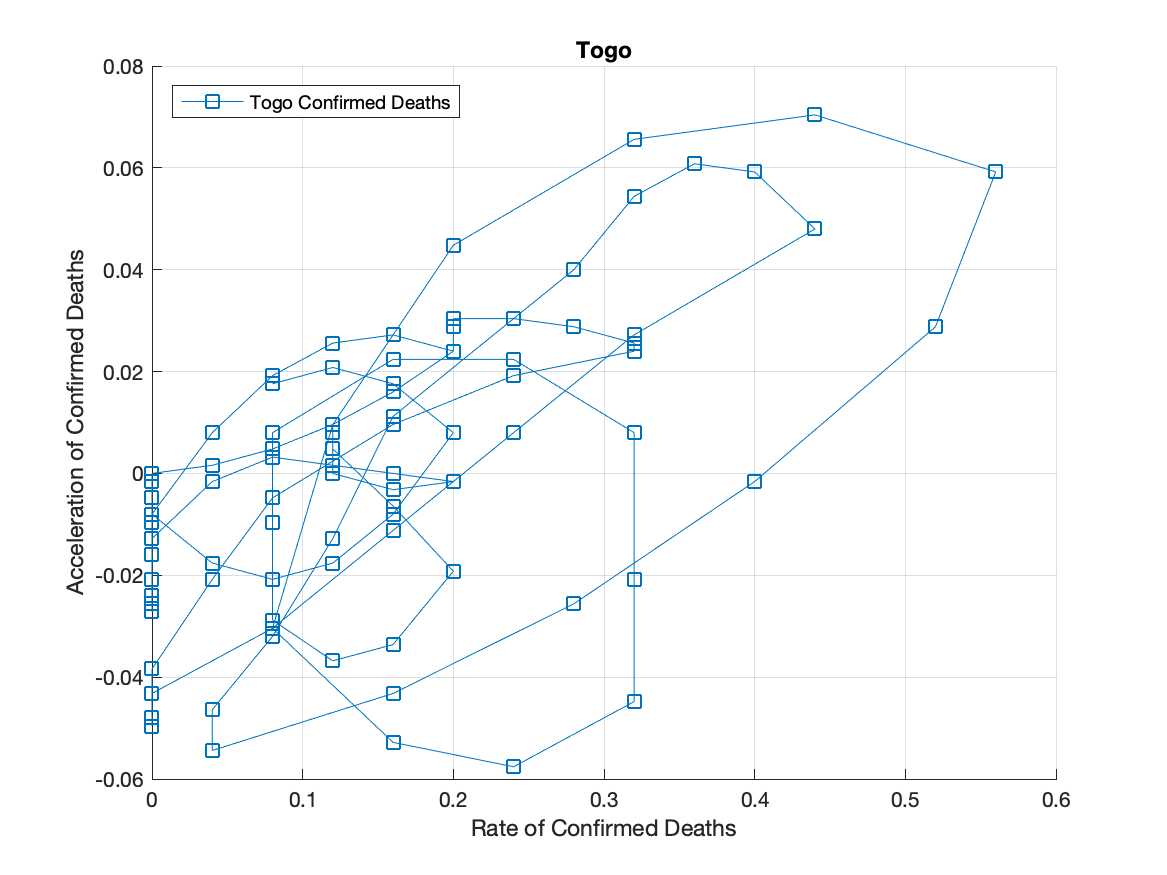 Togo
Togo Confirmed Deaths
0.08
0.06
0.04
0.02
0
-0.02
-0.04
-0.06
Acceleration of Confirmed Deaths
0 0.1 0.2 0.3 0.4 0.5 0.6
Rate of Confirmed Deaths